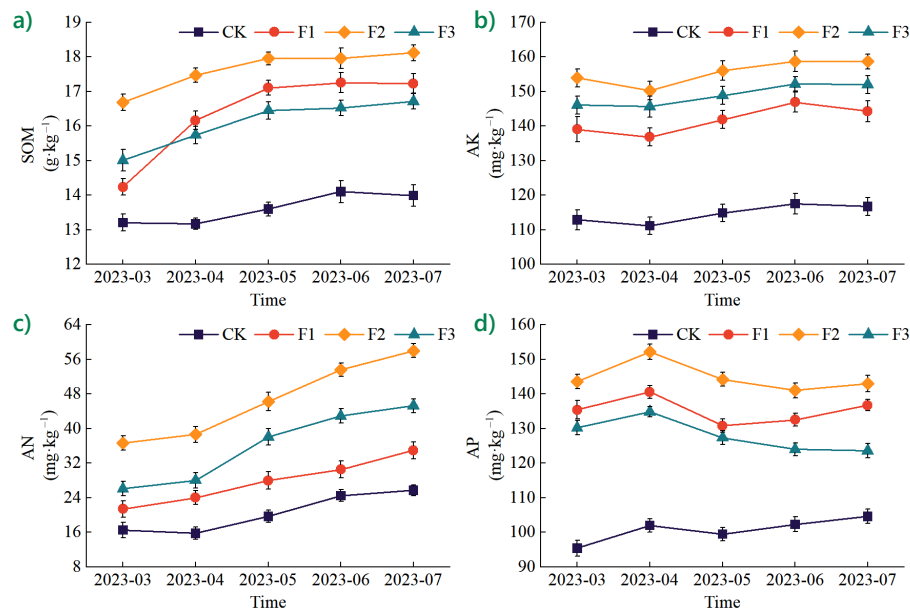 a)
CK F1 F2 F3
19
18
17
16
15
14
13
12
SOM
(g·kg⁻¹)
2023-03 2023-04 2023-05 2023-06 2023-07
Time
b)
CK F1 F2 F3
170
160
150
140
130
120
110
100
AK
(mg·kg⁻¹)
2023-03 2023-04 2023-05 2023-06 2023-07
Time
c)
CK F1 F2 F3
64
56
48
40
32
24
16
8
AN
(mg·kg⁻¹)
2023-03 2023-04 2023-05 2023-06 2023-07
Time
d)
CK F1 F2 F3
160
150
140
130
120
110
100
90
AP
(mg·kg⁻¹)
2023-03 2023-04 2023-05 2023-06 2023-07
Time